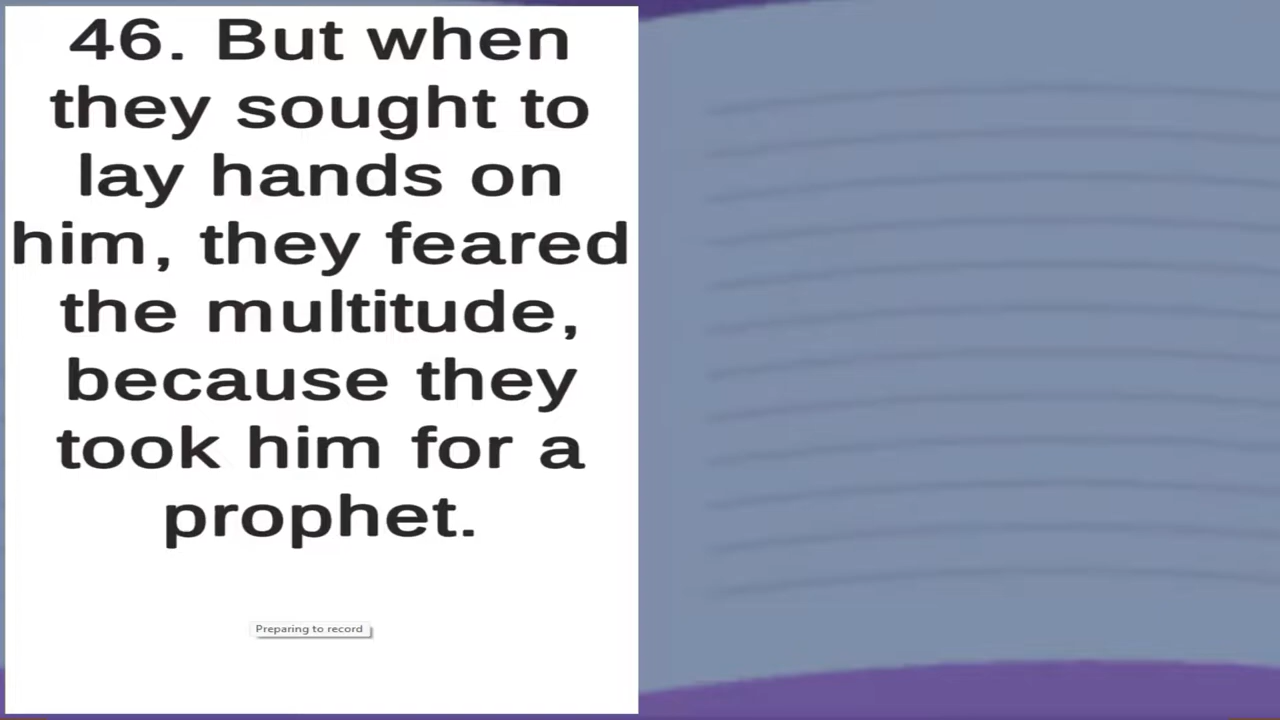 46. But when
they sought to
lay hands on
him, they feared
the multitude,
because they
took him for a
prophet.
Preparing to record